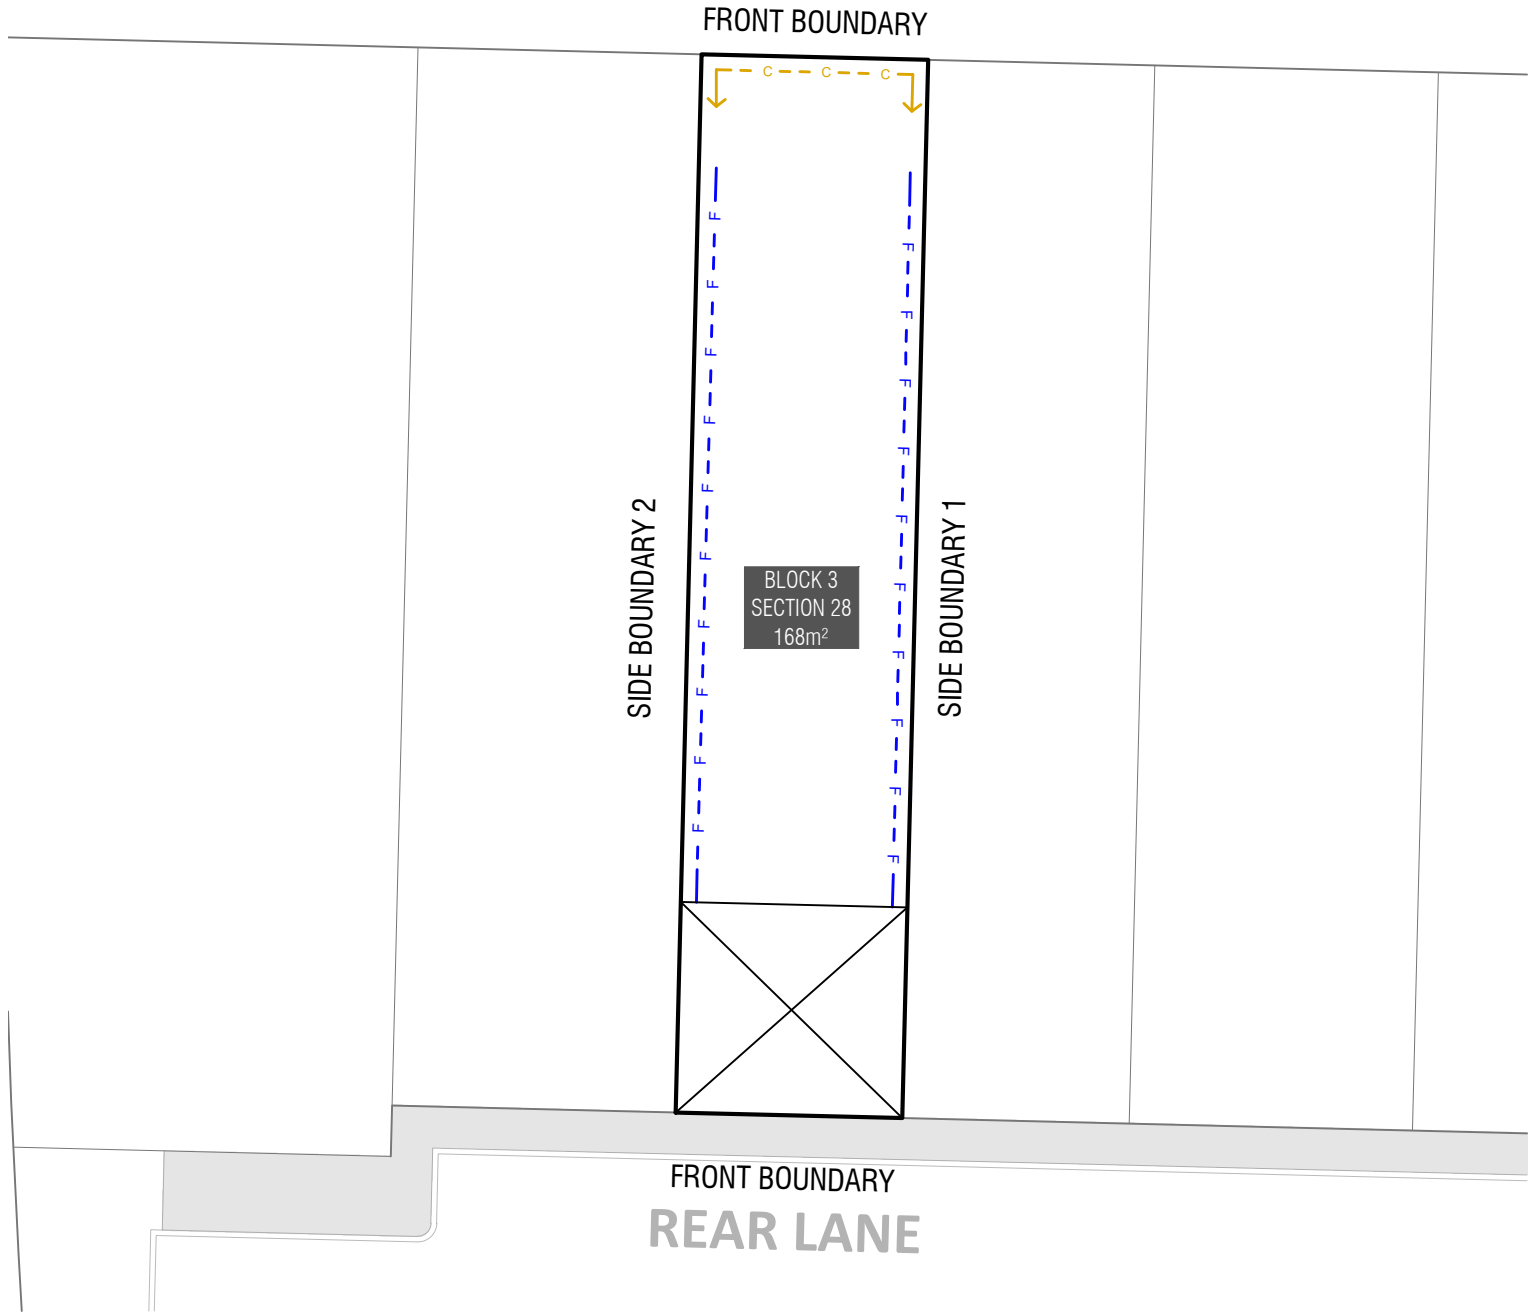 FRONT BOUNDARY
C C C
F F F F F F F F F F
F F F F F F F F F F
SIDE BOUNDARY 2
BLOCK 3
SECTION 28
168m²
SIDE BOUNDARY 1
FRONT BOUNDARY
REAR LANE